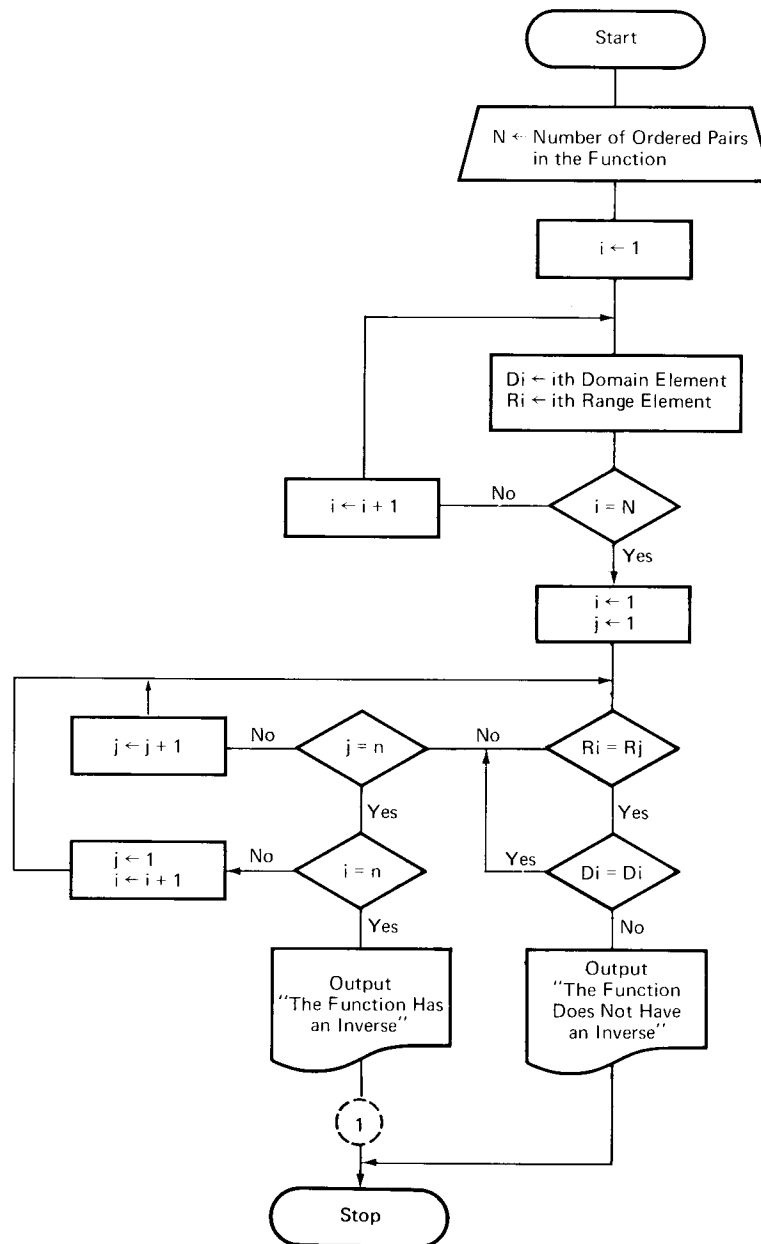 Start
N ← Number of Ordered Pairs
in the Function
i ← 1
Di ← ith Domain Element
Ri ← ith Range Element
i ← i + 1
No
i = N
Yes
i ← 1
j ← 1
j ← j + 1
No
j = n
No
Ri = Rj
Yes
Yes
j ← 1
i ← i + 1
No
i = n
Yes
Di = Di
Yes
No
Output
"The Function Has
an Inverse"
Output
"The Function
Does Not Have
an Inverse"
1
Stop